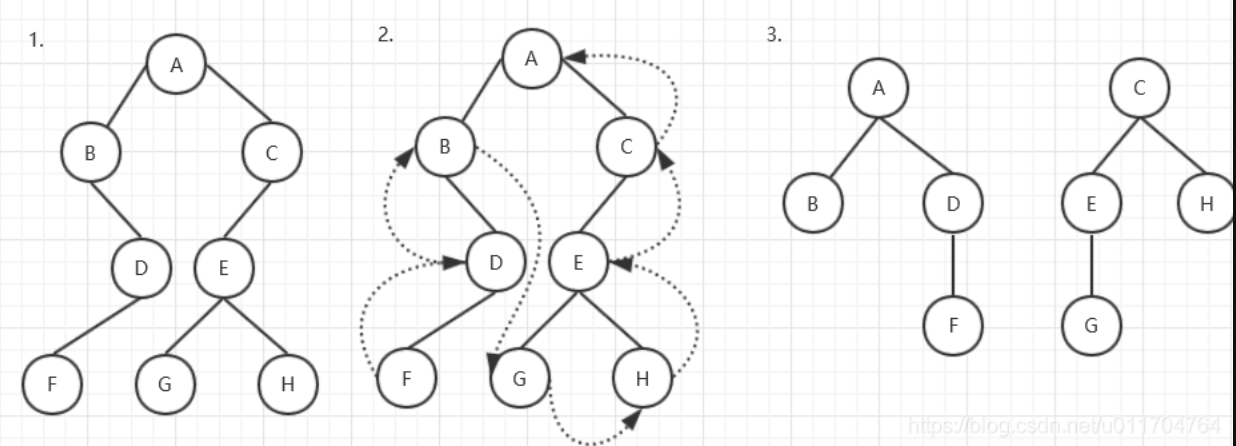 1. 2. 3.
A A A C
B C B C
B D E H
D E D E
F G
F G H F G H
https://blog.csdn.net/u011704764